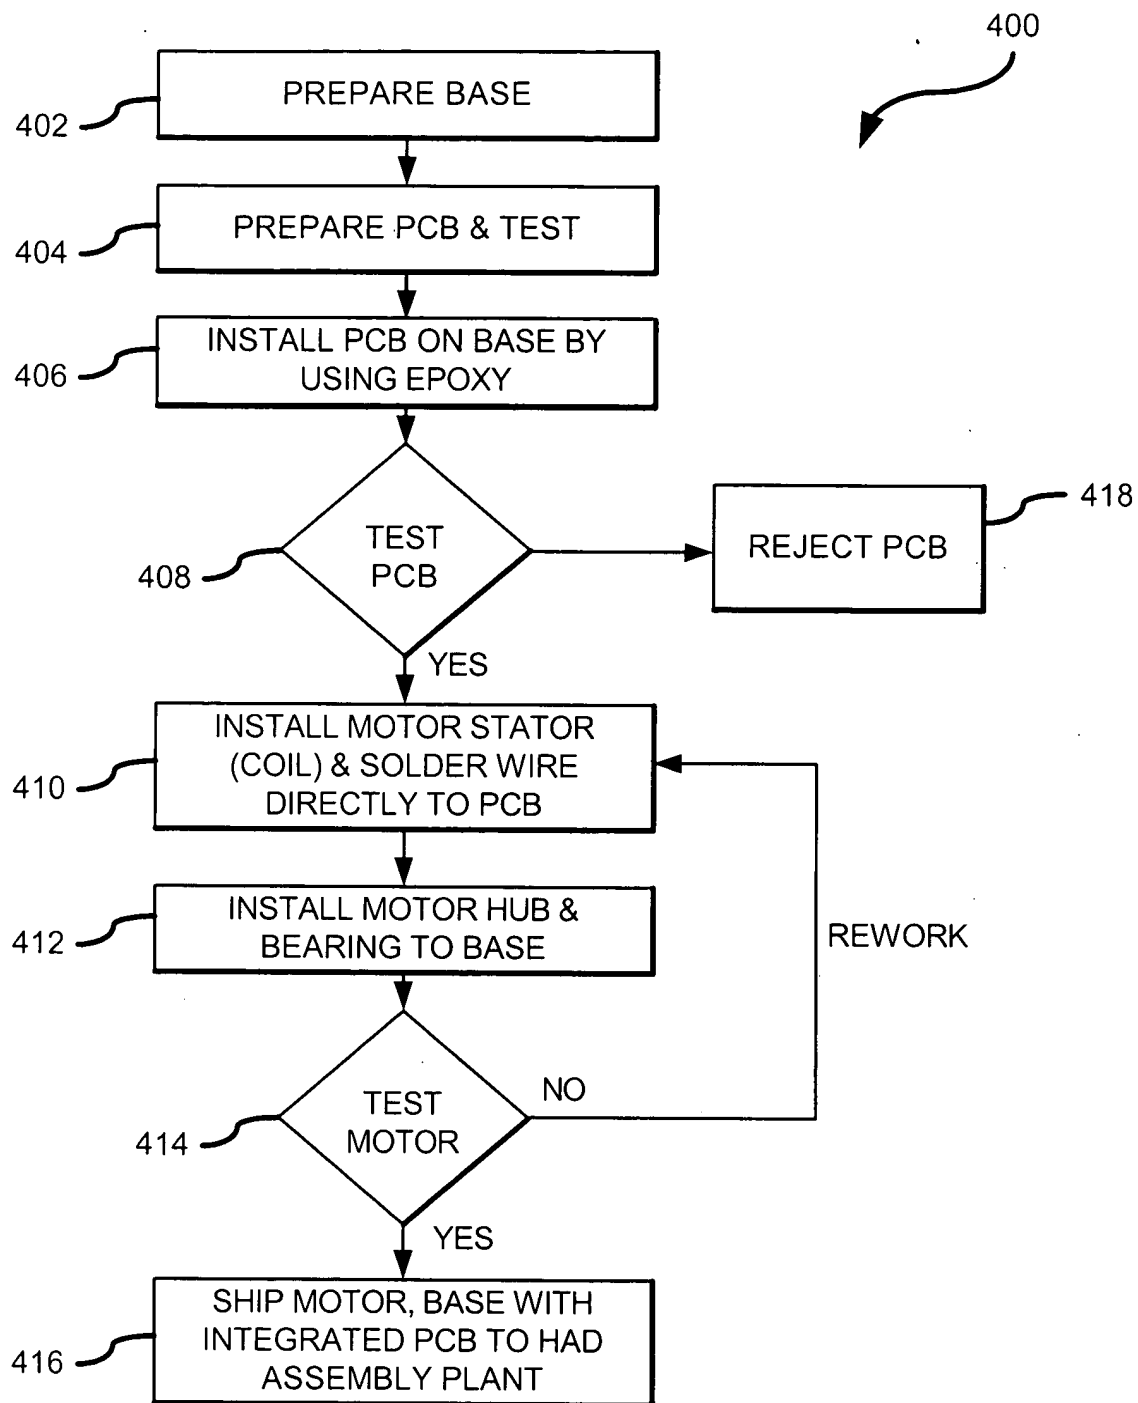 400
PREPARE BASE
402
PREPARE PCB & TEST
404
INSTALL PCB ON BASE BY
USING EPOXY
406
TEST
PCB
408
REJECT PCB
418
YES
INSTALL MOTOR STATOR
(COIL) & SOLDER WIRE
DIRECTLY TO PCB
410
INSTALL MOTOR HUB &
BEARING TO BASE
412
REWORK
TEST
MOTOR
414
NO
YES
SHIP MOTOR, BASE WITH
INTEGRATED PCB TO HAD
ASSEMBLY PLANT
416